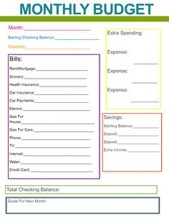 MONTHLY BUDGET
Month:
Starting Checking Balance:
Bills:
Rent/Mortgage:
Grocery
Health Insurance:
Car Insurance:
Car Payments:
Electric:
Gas For
House:
Gas For Cars:
Phone:
TV:
Internet:
Water:
Credit Card:
Extra Spending:
Expense:
Expense:
Expense:
Savings:
Starting Balance:
Deposit:
Deposit:
Extra Income:
Total Checking Balance:
Goals For Next Month: